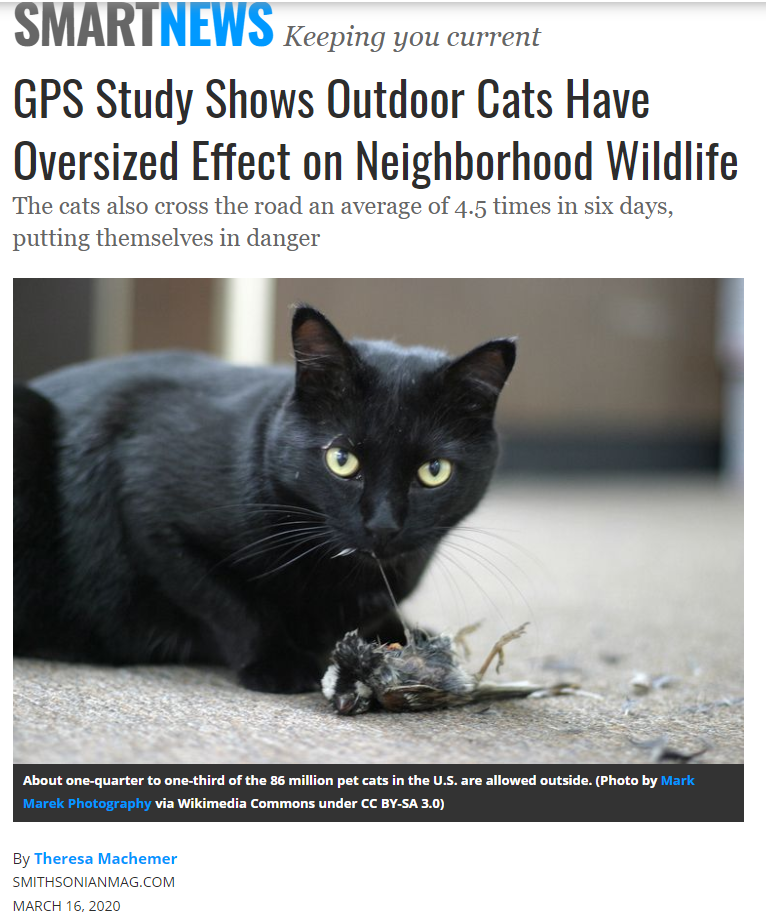 SMARTNEWS Keeping you current
GPS Study Shows Outdoor Cats Have
Oversized Effect on Neighborhood Wildlife
The cats also cross the road an average of 4.5 times in six days,
putting themselves in danger
About one-quarter to one-third of the 86 million pet cats in the U.S. are allowed outside. (Photo by Mark
Marek Photography via Wikimedia Commons under CC BY-SA 3.0)
By Theresa Machemer
SMITHSONIANMAG.COM
MARCH 16, 2020